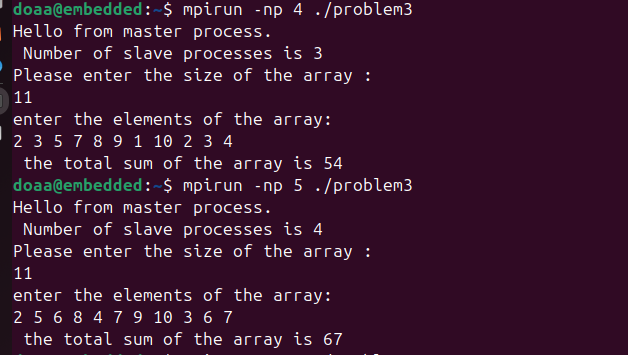 doaa@embedded:~$ mpirun -np 4 ./problem3
Hello from master process.
 Number of slave processes is 3
Please enter the size of the array :
11
enter the elements of the array:
2 3 5 7 8 9 1 10 2 3 4
 the total sum of the array is 54
doaa@embedded:~$ mpirun -np 5 ./problem3
Hello from master process.
 Number of slave processes is 4
Please enter the size of the array :
11
enter the elements of the array:
2 5 6 8 4 7 9 10 3 6 7
 the total sum of the array is 67